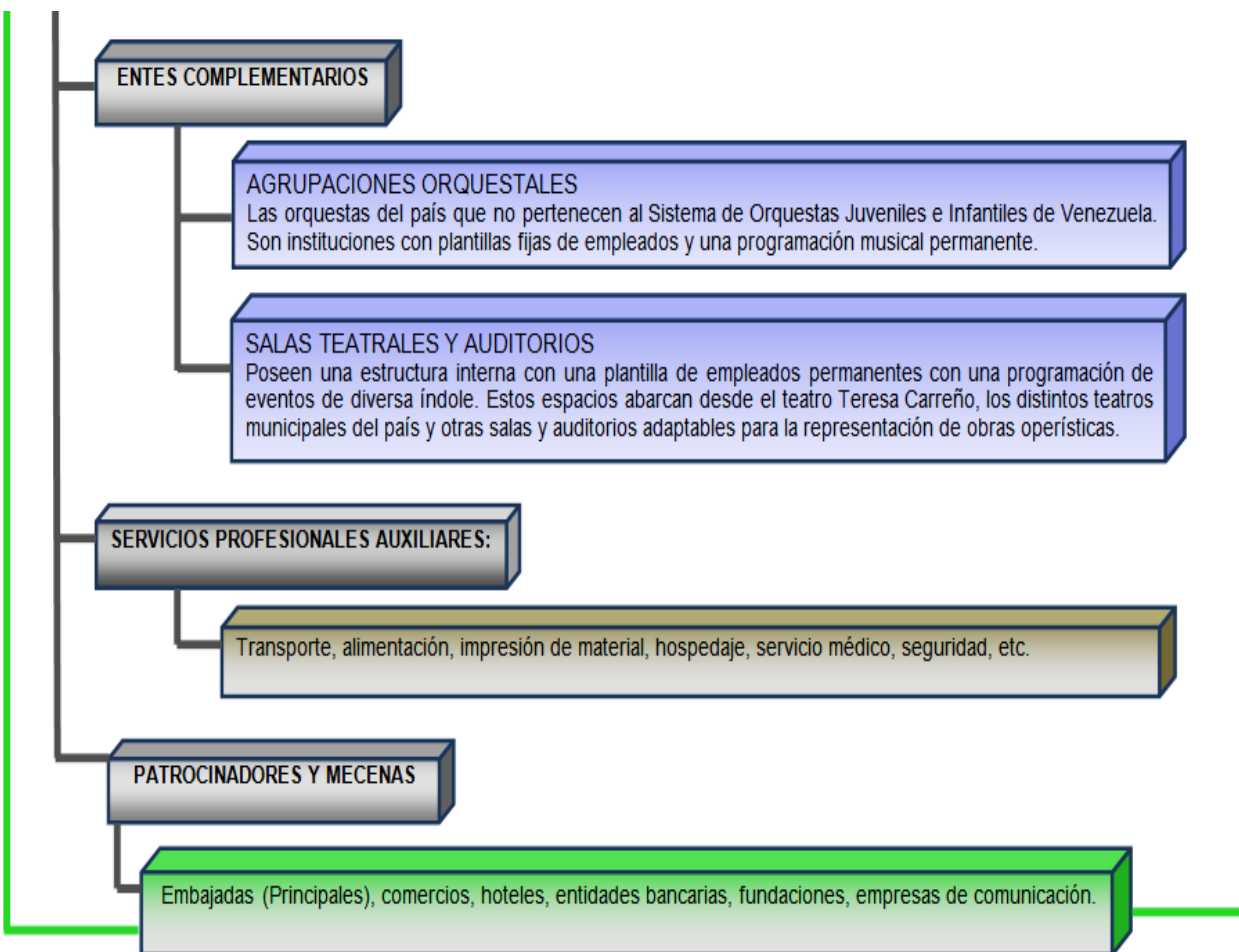 ENTES COMPLEMENTARIOS
AGRUPACIONES ORQUESTALES
Las orquestas del país que no pertenecen al Sistema de Orquestas Juveniles e Infantiles de Venezuela.
Son instituciones con plantillas fijas de empleados y una programación musical permanente.
SALAS TEATRALES Y AUDITORIOS
Poseen una estructura interna con una plantilla de empleados permanentes con una programación de
eventos de diversa índole. Estos espacios abarcan desde el teatro Teresa Carreño, los distintos teatros
municipales del país y otras salas y auditorios adaptables para la representación de obras operísticas.
SERVICIOS PROFESIONALES AUXILIARES:
Transporte, alimentación, impresión de material, hospedaje, servicio médico, seguridad, etc.
PATROCINADORES Y MECENAS
Embajadas (Principales), comercios, hoteles, entidades bancarias, fundaciones, empresas de comunicación.